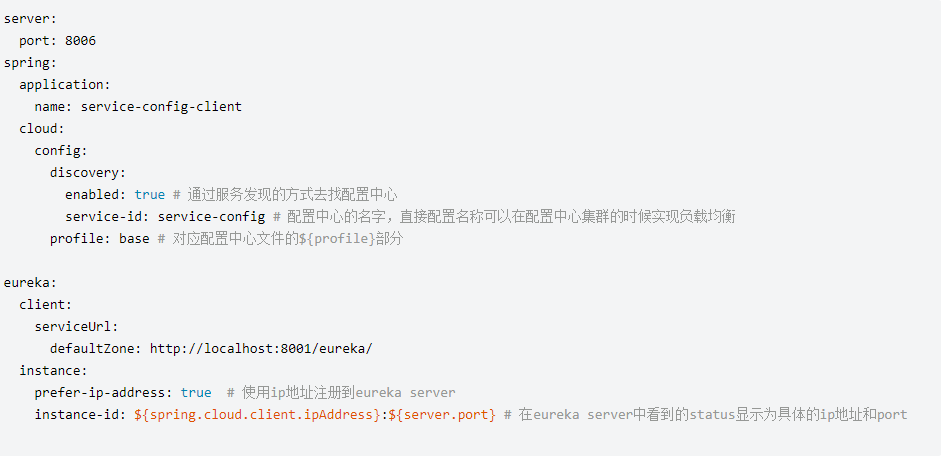 server:
  port: 8006
spring:
  application:
    name: service-config-client
  cloud:
    config:
      discovery:
        enabled: true # 通过服务发现的方式去找配置中心
        service-id: service-config # 配置中心的名字，直接配置名称可以在配置中心集群的时候实现负载均衡
      profile: base # 对应配置中心文件的${profile}部分

eureka:
  client:
    serviceUrl:
      defaultZone: http://localhost:8001/eureka/
  instance:
    prefer-ip-address: true  # 使用ip地址注册到eureka server
    instance-id: ${spring.cloud.client.ipAddress}:${server.port} # 在eureka server中看到的status显示为具体的ip地址和port